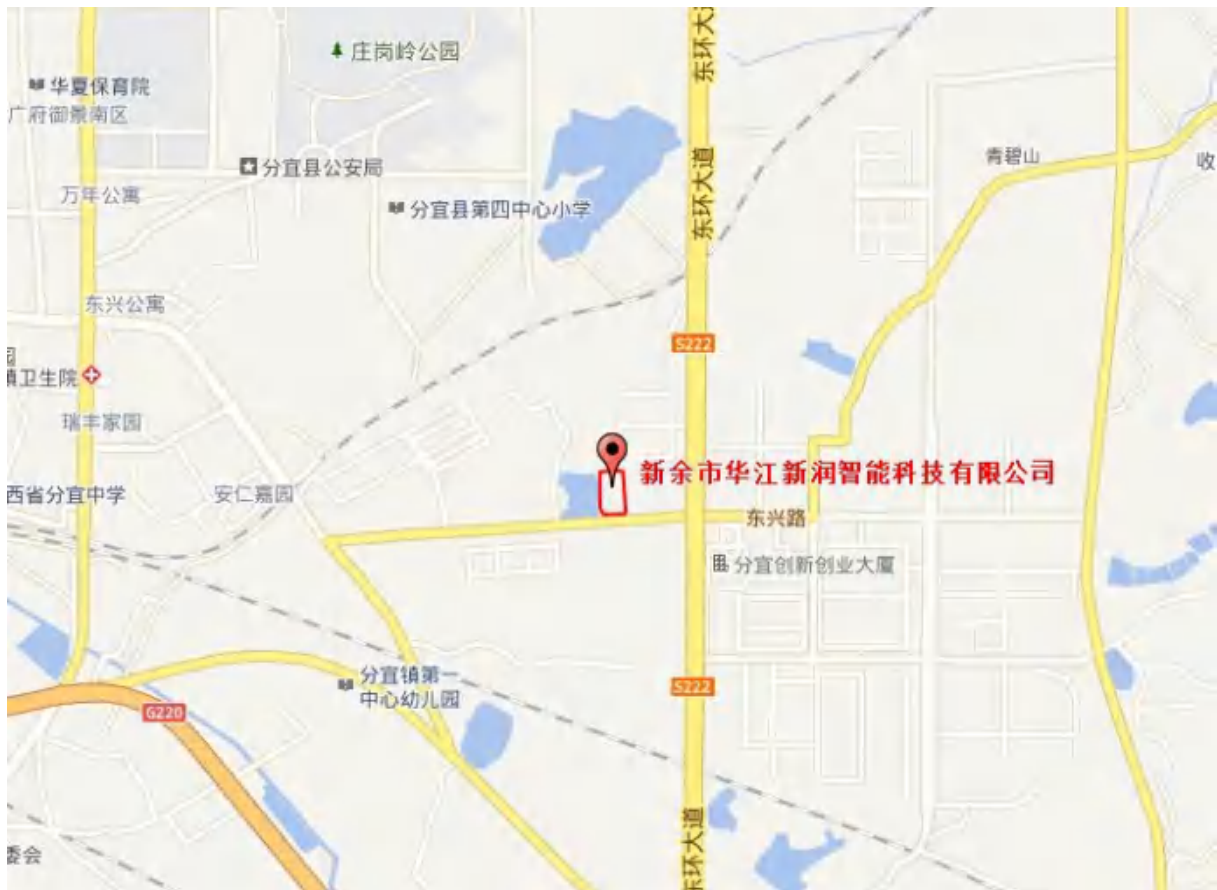 东环大道
庄岗岭公园
华夏保育院
广府御景南区
东环大道
青碧山
收
分宜县公安局
万年公寓
分宜县第四中心小学
东兴公寓
S222
镇卫生院
瑞丰家园
新余市华江新润智能科技有限公司
西省分宜中学
安仁嘉园
东兴路
分宜创新创业大厦
分宜镇第一
中心幼儿园
S222
G220
东环大道
委会